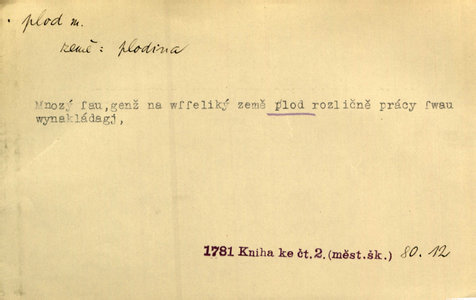 plod m.
země: plodina
Mnozý ſau,genž na wſſeliký země plod rozličně prácy ſwau
wynakládagj,
1781 Kniha ke čt.2.(měst.šk.) 80.12